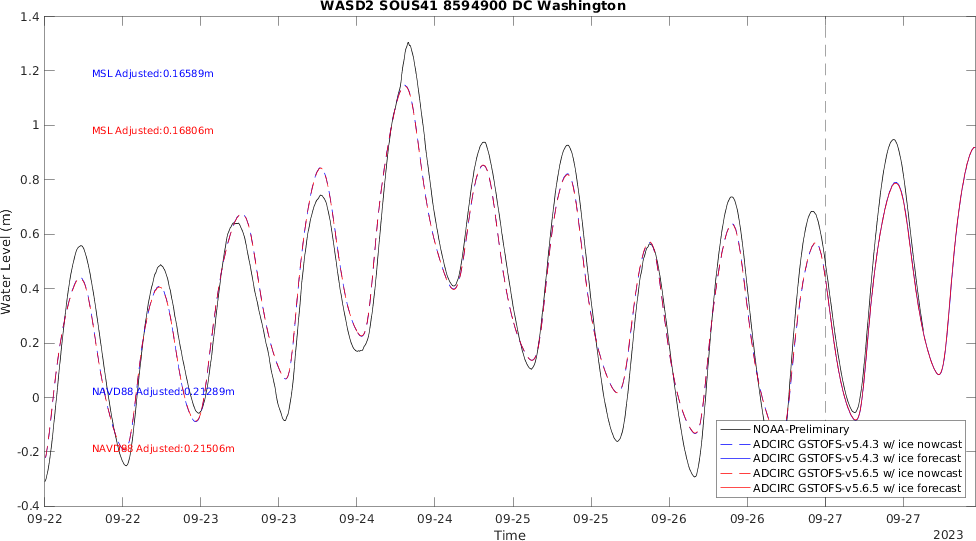 WASD2 SOUS41 8594900 DC Washington
1.4
1.2
1
0.8
0.6
0.4
0.2
0
-0.2
-0.4
Water Level (m)
MSL Adjusted:0.16589m
MSL Adjusted:0.16806m
NAVD88 Adjusted:0.21289m
NAVD88 Adjusted:0.21506m
NOAA-Preliminary
ADCIRC GSTOFS-v5.4.3 w/ ice nowcast
ADCIRC GSTOFS-v5.4.3 w/ ice forecast
ADCIRC GSTOFS-v5.6.5 w/ ice nowcast
ADCIRC GSTOFS-v5.6.5 w/ ice forecast
09-22 09-22 09-23 09-23 09-24 09-24 09-25 09-25 09-26 09-26 09-27 09-27
Time
2023